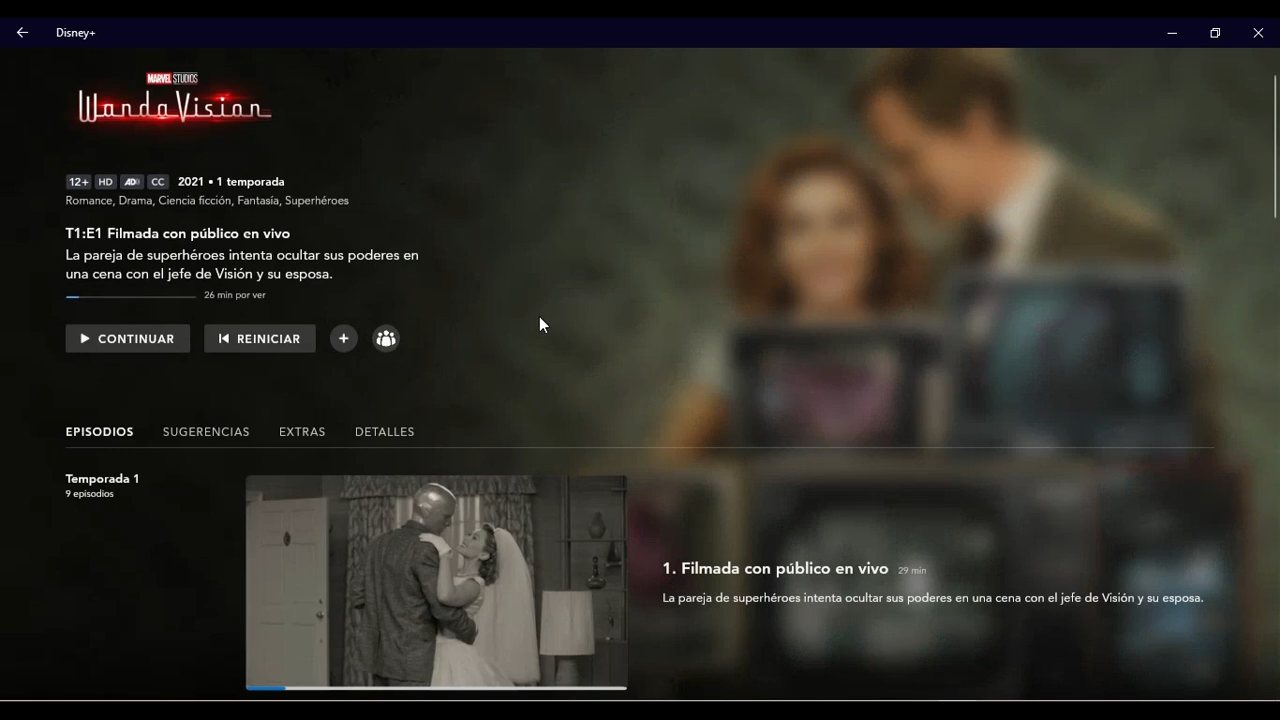 Disney+
MARVEL STUDIOS
WandaVision
12+ HD AD CC 2021 • 1 temporada
Romance, Drama, Ciencia ficción, Fantasía, Superhéroes
T1:E1 Filmada con público en vivo
La pareja de superhéroes intenta ocultar sus poderes en
una cena con el jefe de Visión y su esposa.
26 min por ver
CONTINUAR REINICIAR
EPISODIOS SUGERENCIAS EXTRAS DETALLES
Temporada 1
9 episodios
1. Filmada con público en vivo 29 min
La pareja de superhéroes intenta ocultar sus poderes en una cena con el jefe de Visión y su esposa.